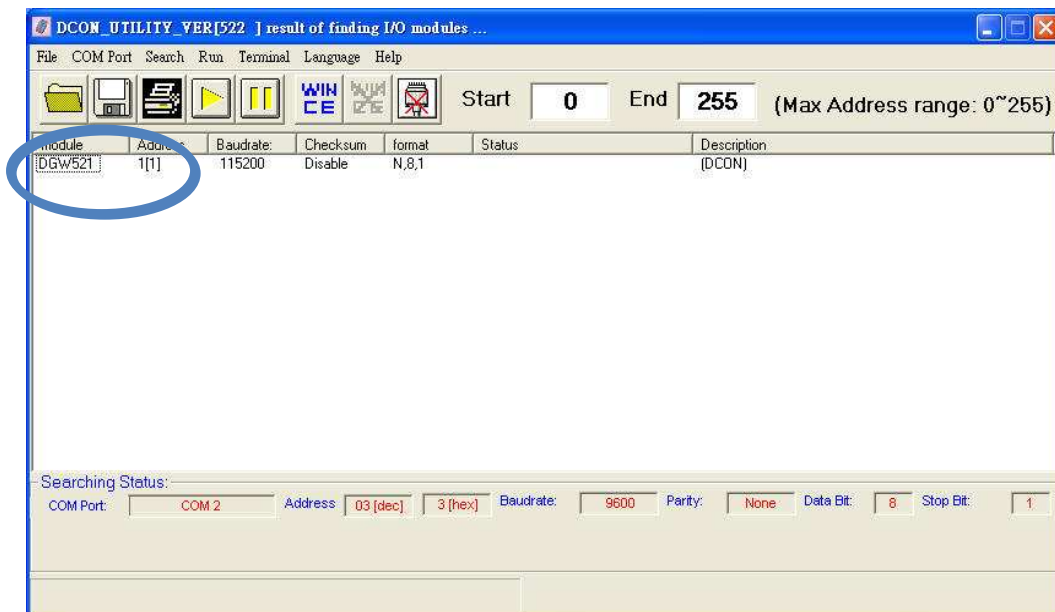 DCON_UTILITY_VER[522 ] result of finding I/O modules ...
File COM Port Search Run Terminal Language Help
WIN CE Start 0 End 255 (Max Address range: 0~255)
module Address Baudrate: Checksum format Status Description
DGW521 1[1] 115200 Disable N,8,1 (DCON)
Searching Status:
COM Port: COM 2 Address 03 [dec] 3 [hex] Baudrate: 9600 Parity: None Data Bit: 8 Stop Bit: 1